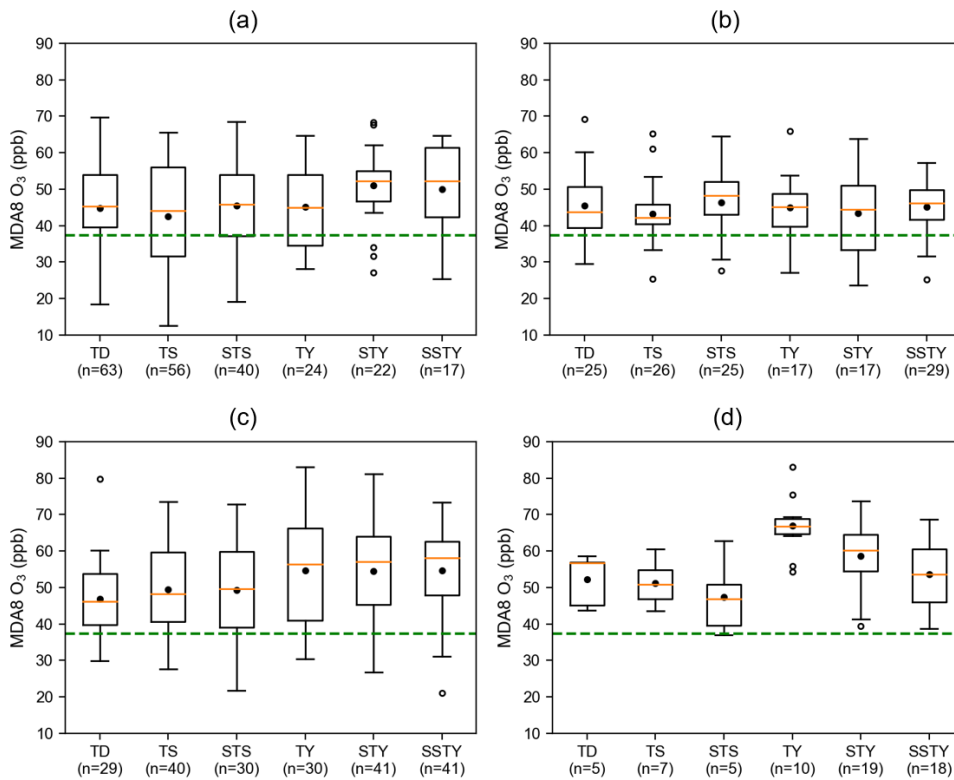 (a)
MDA8 O₃ (ppb)
90
80
70
60
50
40
30
20
10
TD TS STS TY STY SSTY
(n=63) (n=56) (n=40) (n=24) (n=22) (n=17)
(b)
MDA8 O₃ (ppb)
90
80
70
60
50
40
30
20
10
TD TS STS TY STY SSTY
(n=25) (n=26) (n=25) (n=17) (n=17) (n=29)
(c)
MDA8 O₃ (ppb)
90
80
70
60
50
40
30
20
10
TD TS STS TY STY SSTY
(n=29) (n=40) (n=30) (n=30) (n=41) (n=41)
(d)
MDA8 O₃ (ppb)
90
80
70
60
50
40
30
20
10
TD TS STS TY STY SSTY
(n=5) (n=7) (n=5) (n=10) (n=19) (n=18)